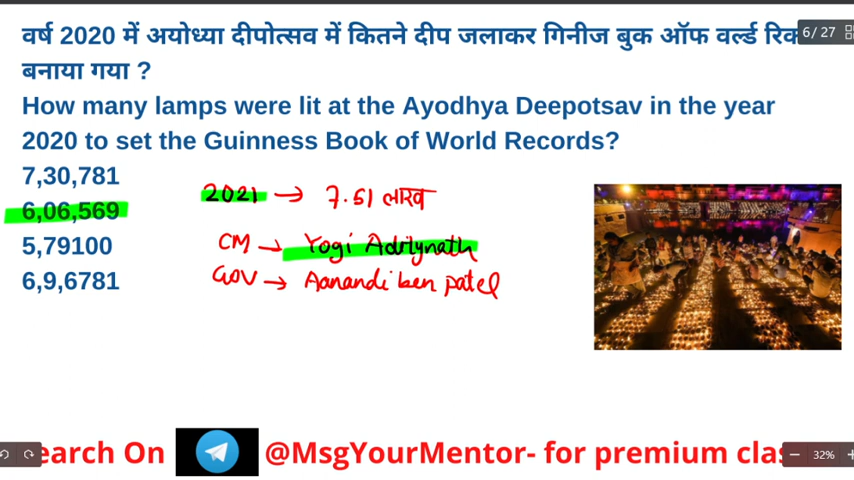 वर्ष 2020 में अयोध्या दीपोत्सव में कितने दीप जलाकर गिनीज बुक ऑफ वर्ल्ड
6 / 27
बनाया गया ?
How many lamps were lit at the Ayodhya Deepotsav in the year
2020 to set the Guinness Book of World Records?
7,30,781
6,06,569
5,79100
6,9,6781
2021 → 7.51 लाख
CM → Yogi Aditynath
GOV → Aanandi ben patel
earch On @MsgYourMentor- for premium clas
32%